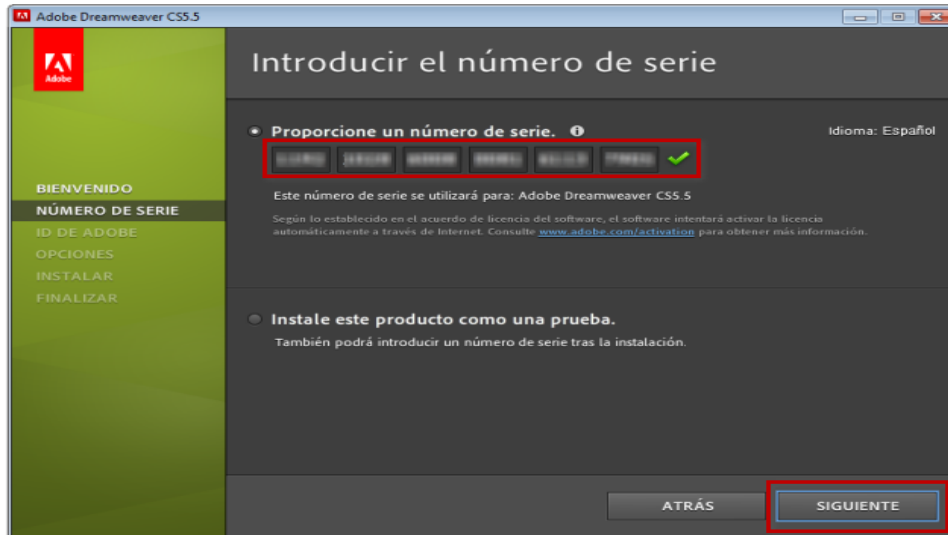 Adobe Dreamweaver CS5.5
Adobe
Introducir el número de serie
Proporcione un número de serie.
Idioma: Español
Este número de serie se utilizará para: Adobe Dreamweaver CS5.5
Según lo establecido en el acuerdo de licencia del software, el software intentará activar la licencia
automáticamente a través de Internet. Consulte www.adobe.com/activation para obtener más información.
BIENVENIDO
NÚMERO DE SERIE
ID DE ADOBE
OPCIONES
INSTALAR
FINALIZAR
Instale este producto como una prueba.
También podrá introducir un número de serie tras la instalación.
ATRÁS
SIGUIENTE